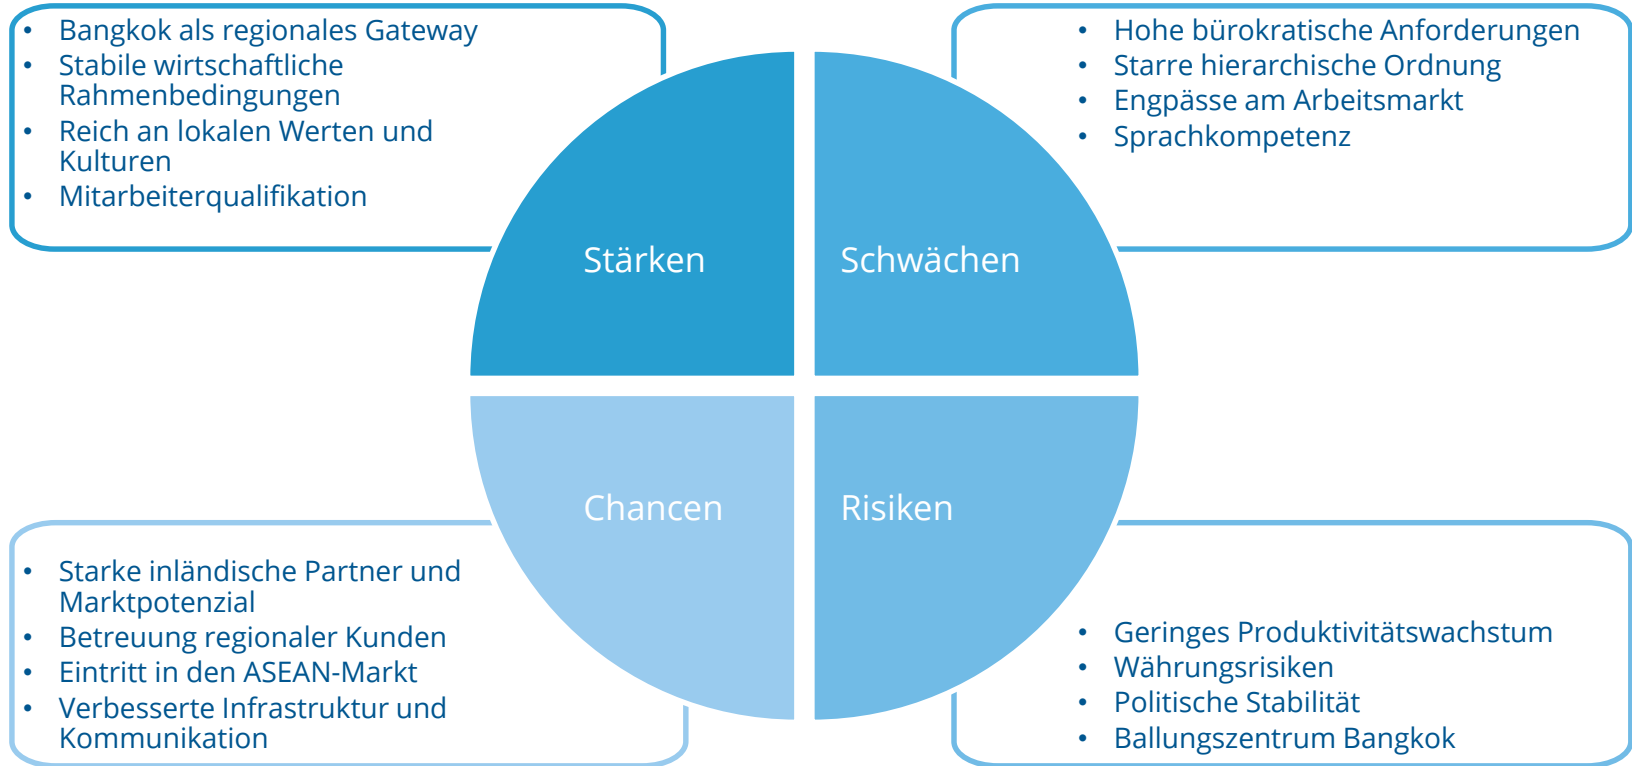 • Bangkok als regionales Gateway
• Stabile wirtschaftliche
Rahmenbedingungen
• Reich an lokalen Werten und
Kulturen
• Mitarbeiterqualifikation
• Hohe bürokratische Anforderungen
• Starre hierarchische Ordnung
• Engpässe am Arbeitsmarkt
• Sprachkompetenz
Stärken
Schwächen
Chancen
Risiken
• Starke inländische Partner und
Marktpotenzial
• Betreuung regionaler Kunden
• Eintritt in den ASEAN-Markt
• Verbesserte Infrastruktur und
Kommunikation
• Geringes Produktivitätswachstum
• Währungsrisiken
• Politische Stabilität
• Ballungszentrum Bangkok